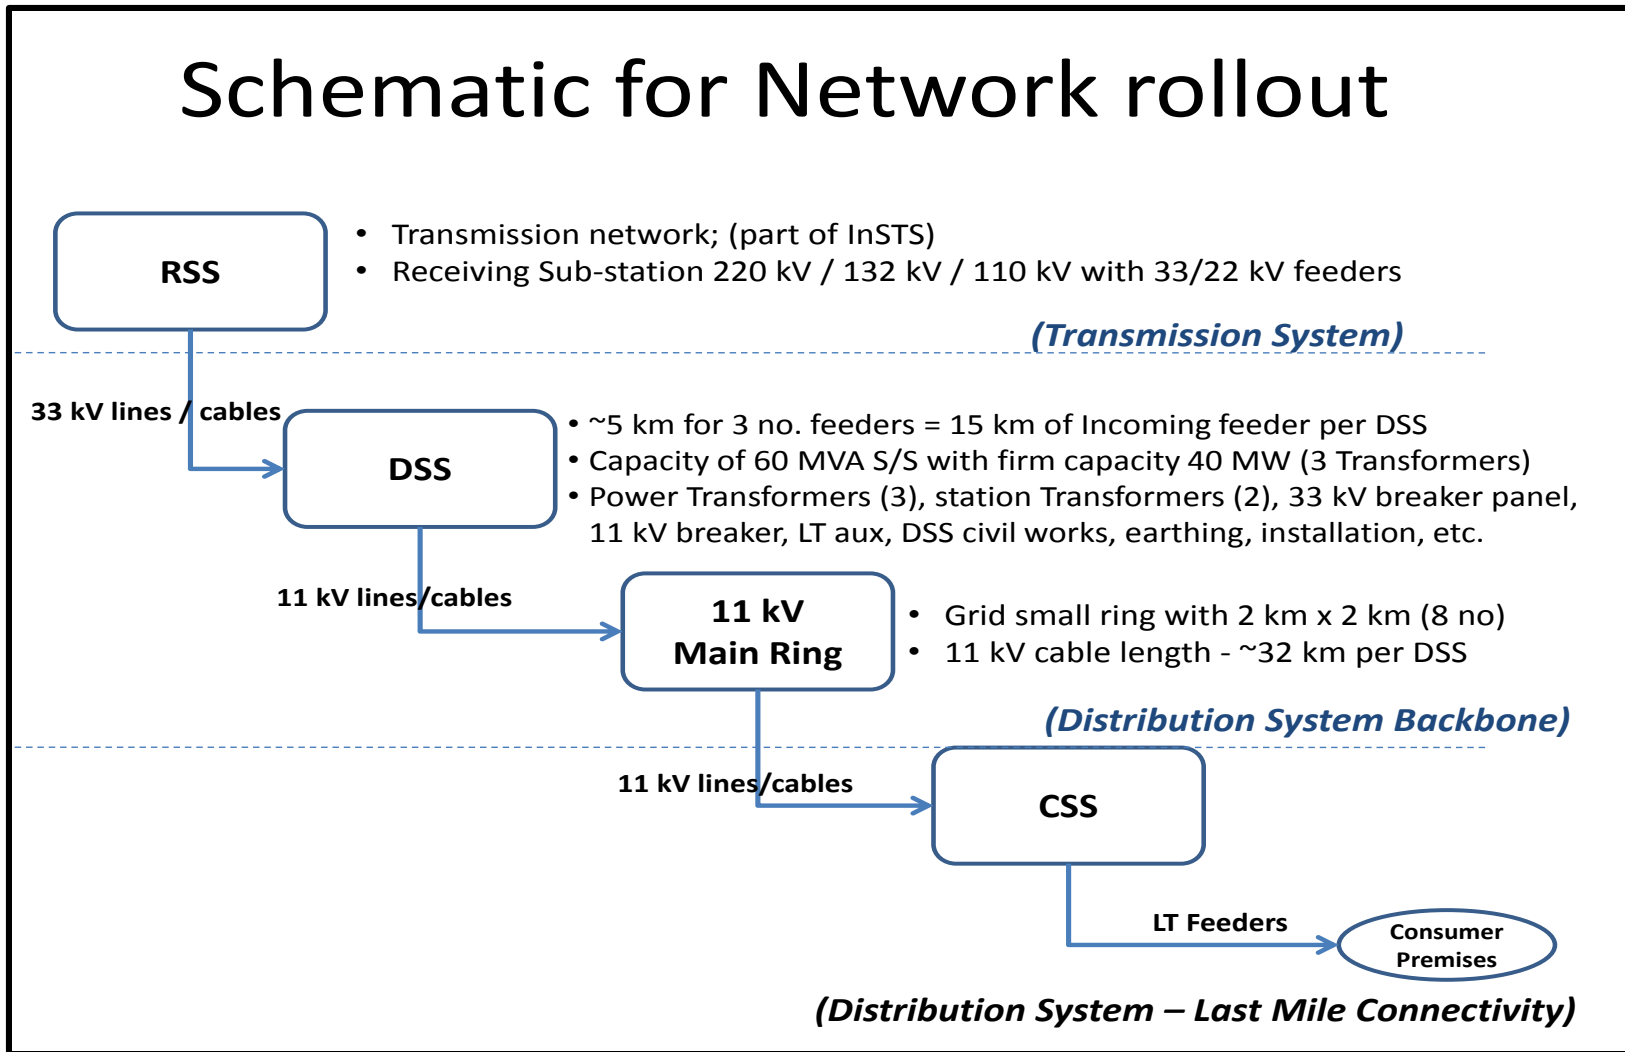 Schematic for Network rollout
RSS
• Transmission network; (part of InSTS)
• Receiving Sub-station 220 kV / 132 kV / 110 kV with 33/22 kV feeders
(Transmission System)
33 kV lines / cables
DSS
• ~5 km for 3 no. feeders = 15 km of Incoming feeder per DSS
• Capacity of 60 MVA S/S with firm capacity 40 MW (3 Transformers)
• Power Transformers (3), station Transformers (2), 33 kV breaker panel,
11 kV breaker, LT aux, DSS civil works, earthing, installation, etc.
11 kV lines/cables
11 kV
Main Ring
• Grid small ring with 2 km x 2 km (8 no)
• 11 kV cable length - ~32 km per DSS
(Distribution System Backbone)
11 kV lines/cables
CSS
LT Feeders
Consumer
Premises
(Distribution System – Last Mile Connectivity)